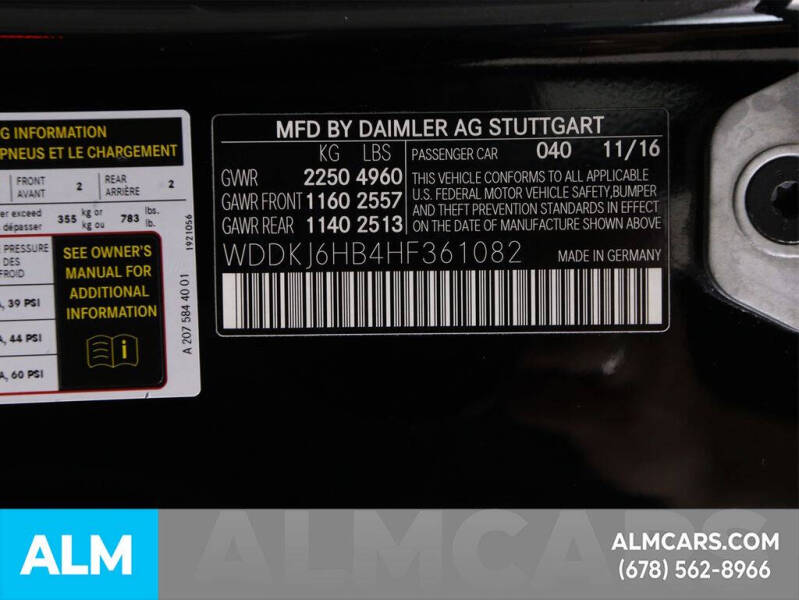 G INFORMATION
PNEUS ET LE CHARGEMENT
FRONT AVANT 2 REAR ARRIÈRE 2
er exceed
dépasser 355 kg or kg ou 783 lbs. lb.
PRESSURE
DES
FROID
, 39 PSI
, 44 PSI
A, 60 PSI
SEE OWNER'S
MANUAL FOR
ADDITIONAL
INFORMATION
1921056
A 207 584 40 01
MFD BY DAIMLER AG STUTTGART
KG LBS PASSENGER CAR 040 11/16
GVWR 2250 4960
GAWR FRONT 1160 2557
GAWR REAR 1140 2513
THIS VEHICLE CONFORMS TO ALL APPLICABLE
U.S. FEDERAL MOTOR VEHICLE SAFETY,BUMPER
AND THEFT PREVENTION STANDARDS IN EFFECT
ON THE DATE OF MANUFACTURE SHOWN ABOVE
WDDKJ6HB4HF361082 MADE IN GERMANY
ALM
ALMCARS.COM
(678) 562-8966